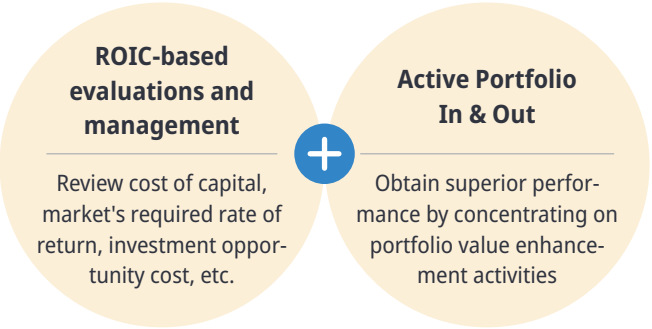 ROIC-based
evaluations and
management
Review cost of capital,
market's required rate of
return, investment oppor-
tunity cost, etc.
+
Active Portfolio
In & Out
Obtain superior perfor-
mance by concentrating on
portfolio value enhance-
ment activities